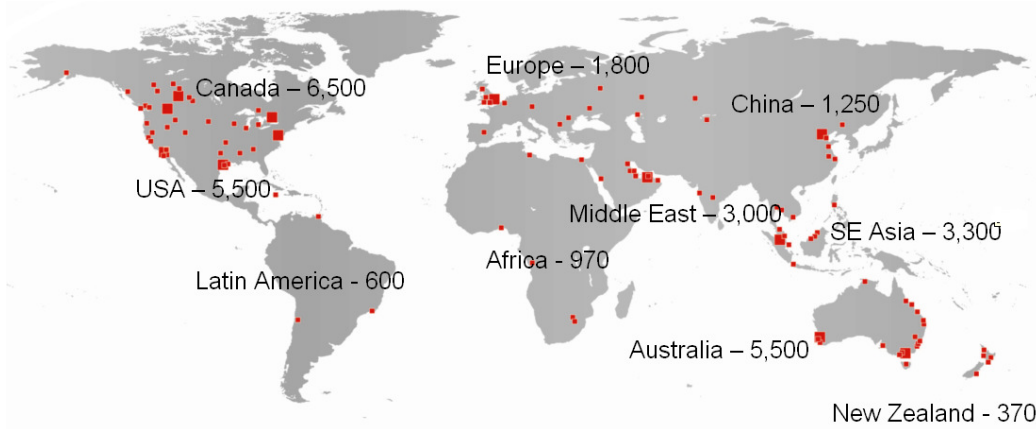 Europe – 1,800
Canada – 6,500
China – 1,250
USA – 5,500
Middle East – 3,000
SE Asia – 3,300
Africa - 970
Latin America - 600
Australia – 5,500
New Zealand - 370